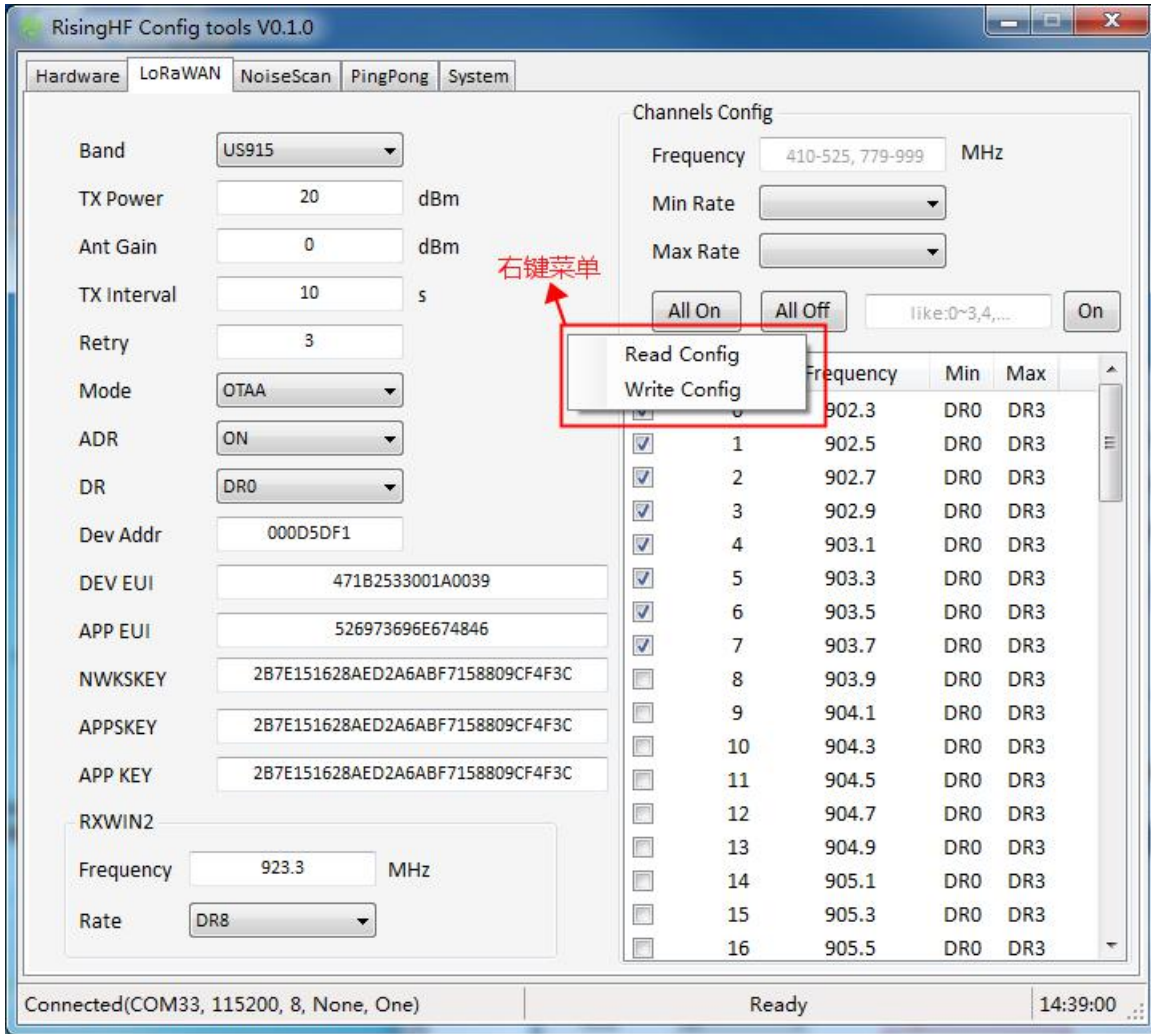 RisingHF Config tools V0.1.0
Hardware LoRaWAN NoiseScan PingPong System
Band US915
TX Power 20 dBm
Ant Gain 0 dBm
TX Interval 10 s
Retry 3
Mode OTAA
ADR ON
DR DR0
Dev Addr 000D5DF1
DEV EUI 471B2533001A0039
APP EUI 526973696E674846
NWKSKEY 2B7E151628AED2A6ABF7158809CF4F3C
APPSKEY 2B7E151628AED2A6ABF7158809CF4F3C
APP KEY 2B7E151628AED2A6ABF7158809CF4F3C
RXWIN2
Frequency 923.3 MHz
Rate DR8
Channels Config
Frequency 410-525, 779-999 MHz
Min Rate
Max Rate
右键菜单
All On All Off like:0~3,4,... On
Read Config
Write Config
Frequency Min Max
0 902.3 DR0 DR3
1 902.5 DR0 DR3
2 902.7 DR0 DR3
3 902.9 DR0 DR3
4 903.1 DR0 DR3
5 903.3 DR0 DR3
6 903.5 DR0 DR3
7 903.7 DR0 DR3
8 903.9 DR0 DR3
9 904.1 DR0 DR3
10 904.3 DR0 DR3
11 904.5 DR0 DR3
12 904.7 DR0 DR3
13 904.9 DR0 DR3
14 905.1 DR0 DR3
15 905.3 DR0 DR3
16 905.5 DR0 DR3
Connected(COM33, 115200, 8, None, One) Ready 14:39:00